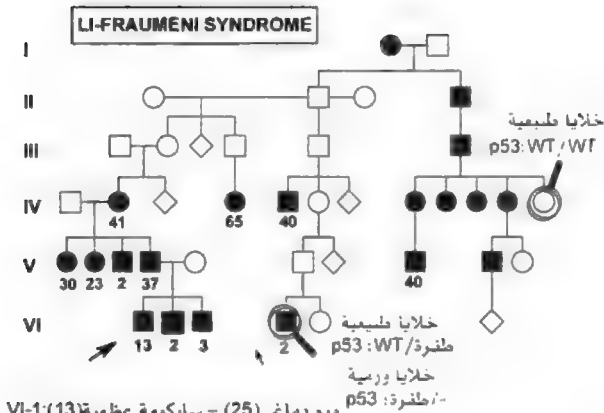 LI-FRAUMENI SYNDROME
I
II
خلايا طبيعية
p53:WT/WT
III
IV
41
65
40
V
30 23 2 37
40
VI
13 2 3
2
خلايا طبيعية
p53:WT/طفرة
خلايا ورمية
p53:طفرة/-
VI-1:(13) عظمية (25) –